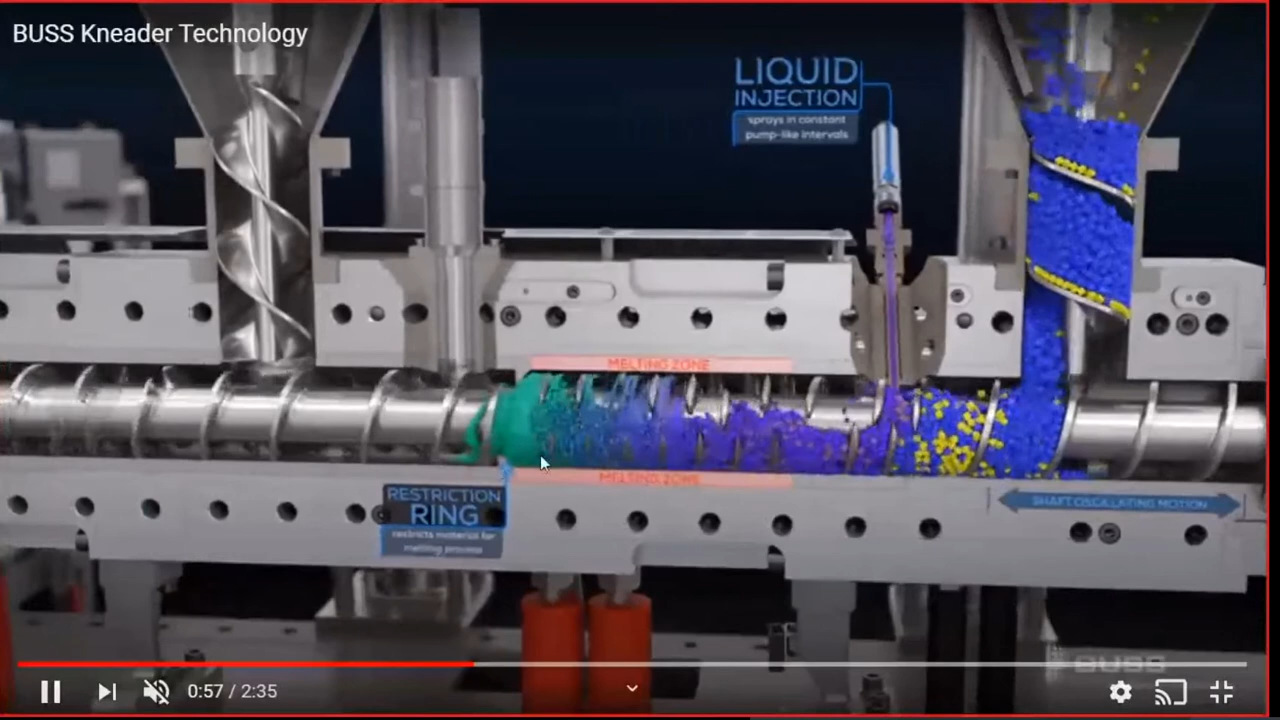 BUSS Kneader Technology
LIQUID
INJECTION
sprays in constant
pump-like intervals
MELTING ZONE
MELTING ZONE
RESTRICTION
RING
restricts material for
melting process
SHAFT OSCILLATING MOTION
BUSS
0:57 / 2:35